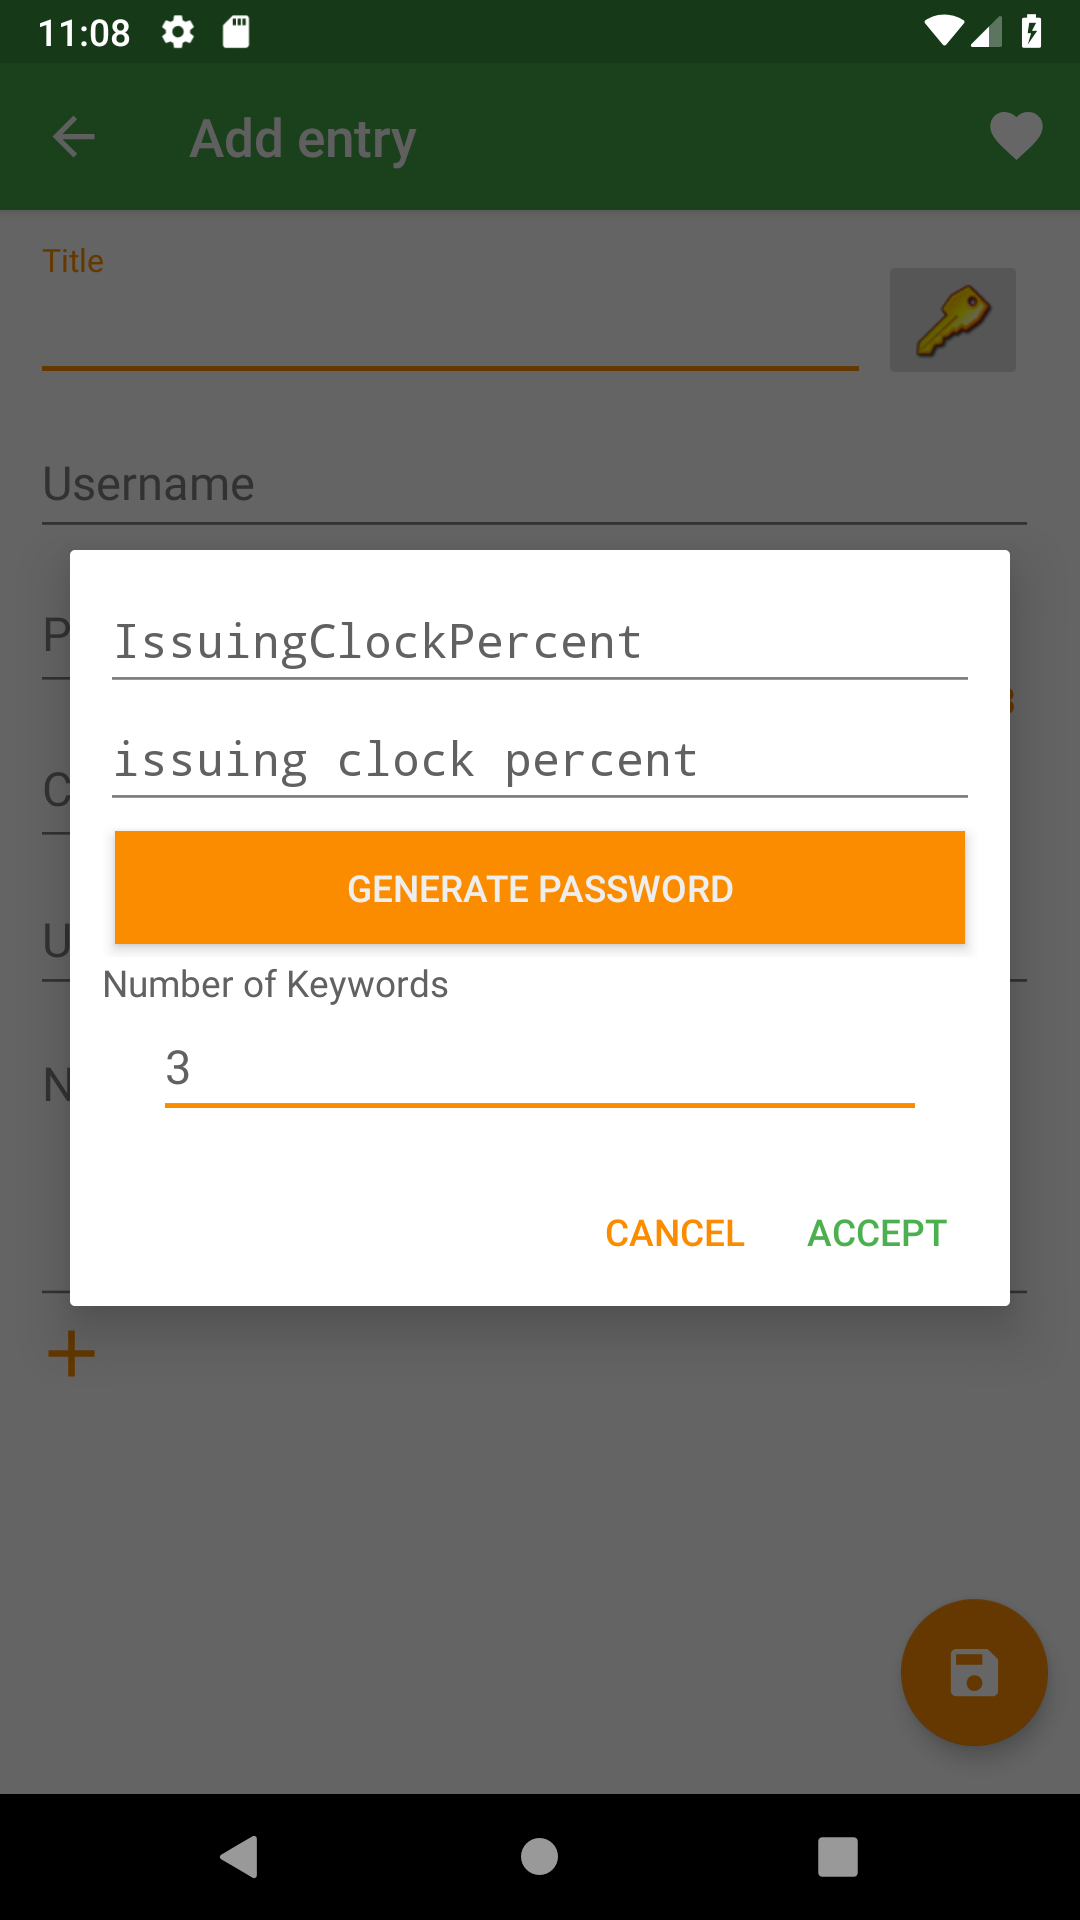 11:08
Add entry
Title
Username
P
IssuingClockPercent
issuing clock percent
C
GENERATE PASSWORD
U
Number of Keywords
3
N
CANCEL ACCEPT